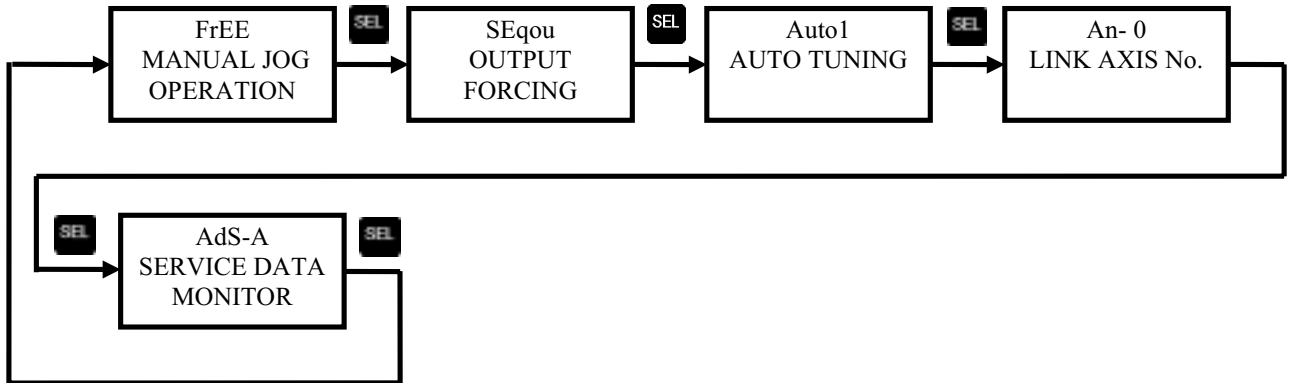 FrEE
MANUAL JOG
OPERATION
SEL
SEqou
OUTPUT
FORCING
SEL
Auto1
AUTO TUNING
SEL
An- 0
LINK AXIS No.
SEL
AdS-A
SERVICE DATA
MONITOR
SEL